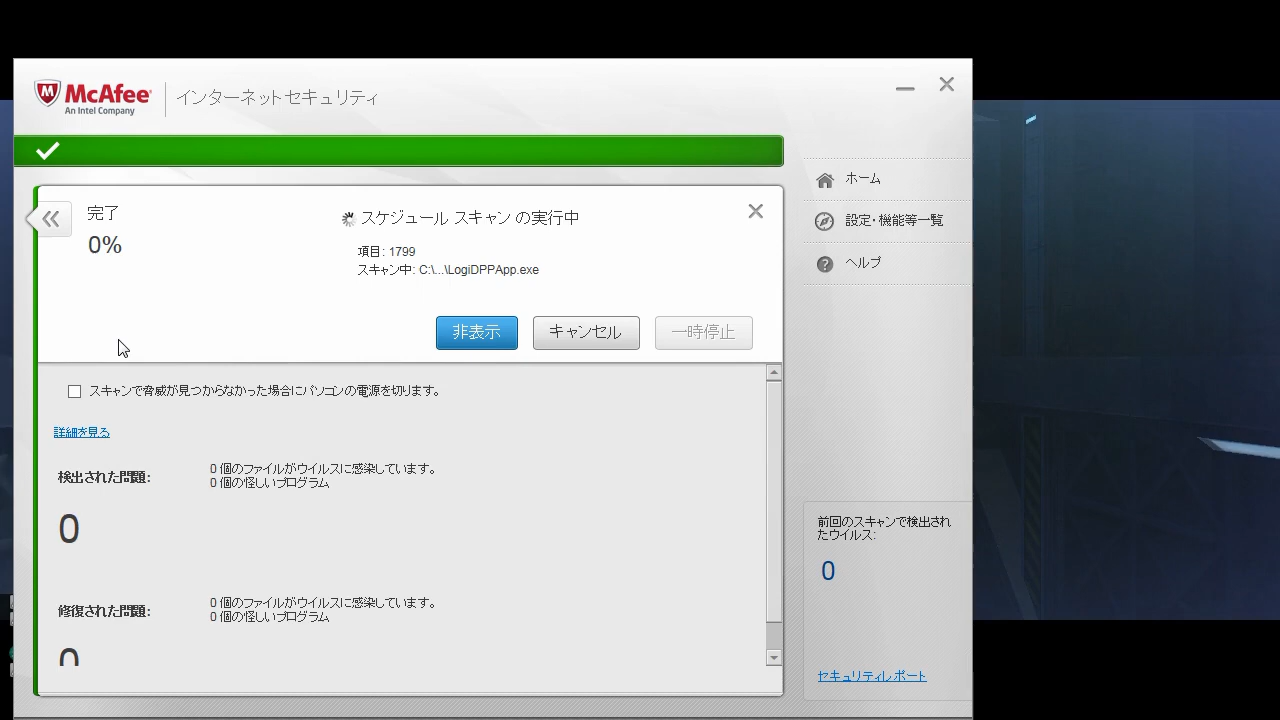 McAfee
An Intel Company
インターネットセキュリティ
完了
0%
スケジュール スキャン の実行中
項目: 1799
スキャン中: C:\...\LogiDPPApp.exe
非表示
キャンセル
一時停止
スキャンで脅威が見つからなかった場合にパソコンの電源を切ります。
詳細を見る
検出された問題:
0 個のファイルがウイルスに感染しています。
0 個の怪しいプログラム
0
修復された問題:
0 個のファイルがウイルスに感染しています。
0 個の怪しいプログラム
0
ホーム
設定・機能等一覧
ヘルプ
前回のスキャンで検出され
たウイルス:
0
セキュリティレポート